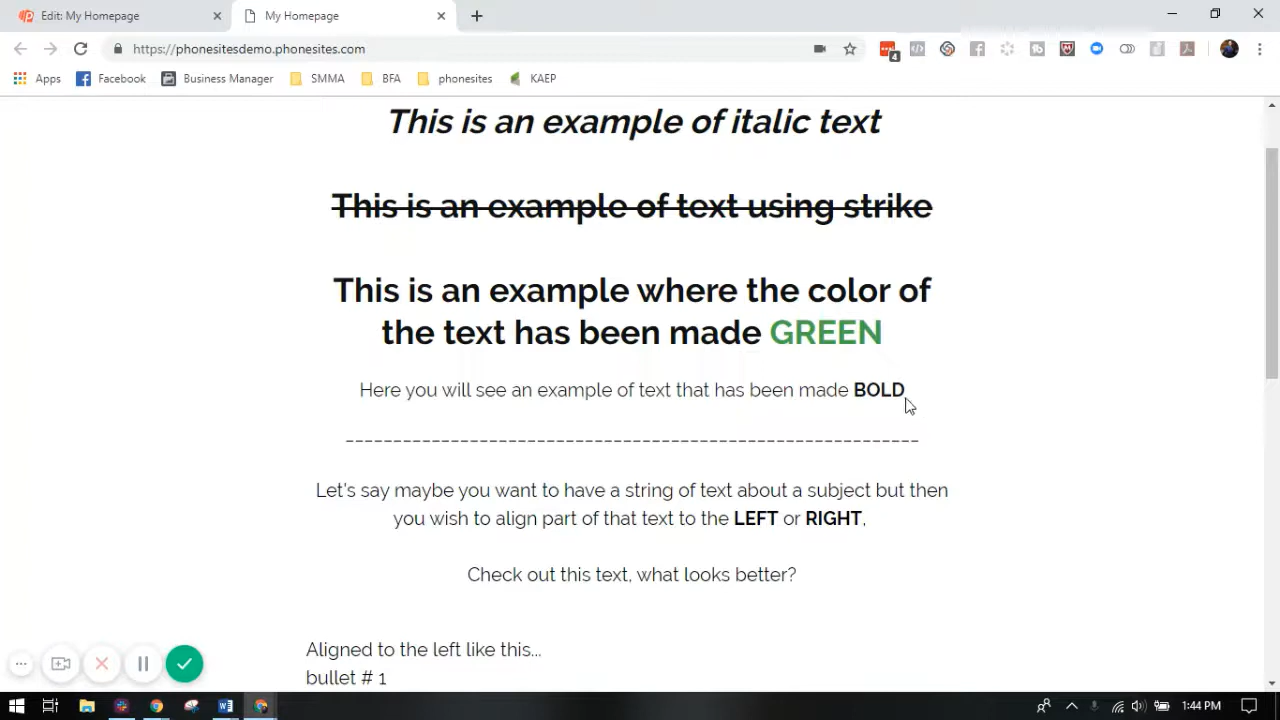 Edit: My Homepage
My Homepage
https://phonesitesdemo.phonesites.com
4
Apps
Facebook
Business Manager
SMMA
BFA
phonesites
KAEP
This is an example of italic text
This is an example of text using strike
This is an example where the color of
the text has been made GREEN
Here you will see an example of text that has been made BOLD
------------------------------------------------------------
Let's say maybe you want to have a string of text about a subject but then
you wish to align part of that text to the LEFT or RIGHT,
Check out this text, what looks better?
Aligned to the left like this...
bullet # 1
1:44 PM